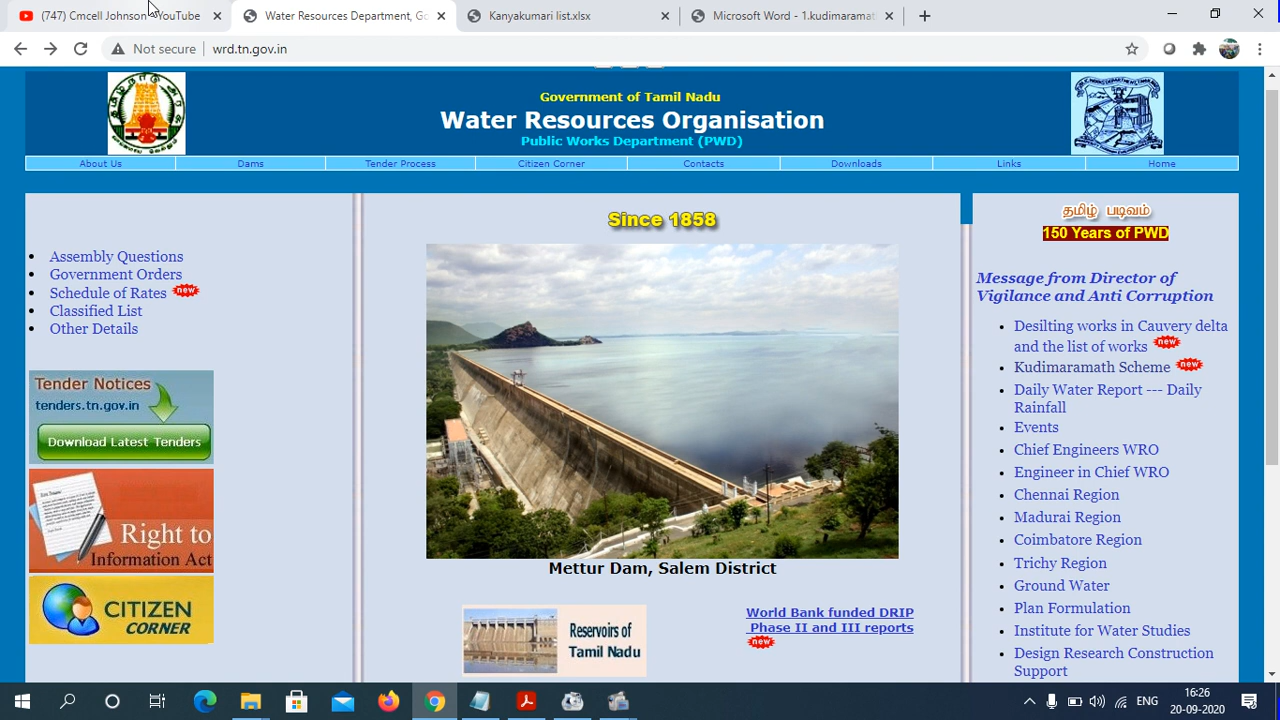 (747) Cmcell Johnson - YouTube
Water Resources Department, Go
Kanyakumari list.xlsx
Microsoft Word - 1.kudimaramat
Not secure
wrd.tn.gov.in
Government of Tamil Nadu
Water Resources Organisation
Public Works Department (PWD)
About Us
Dams
Tender Process
Citizen Corner
Contacts
Downloads
Links
Home
Assembly Questions
Government Orders
Schedule of Rates new
Classified List
Other Details
Tender Notices
tenders.tn.gov.in
Download Latest Tenders
Right to
Information Act
CITIZEN
CORNER
Since 1858
Mettur Dam, Salem District
Reservoirs of
Tamil Nadu
World Bank funded DRIP
Phase II and III reports
new
தமிழ் படிவம்
150 Years of PWD
Message from Director of
Vigilance and Anti Corruption
Desilting works in Cauvery delta
and the list of works new
Kudimaramath Scheme new
Daily Water Report --- Daily
Rainfall
Events
Chief Engineers WRO
Engineer in Chief WRO
Chennai Region
Madurai Region
Coimbatore Region
Trichy Region
Ground Water
Plan Formulation
Institute for Water Studies
Design Research Construction
Support
ENG
16:26
20-09-2020